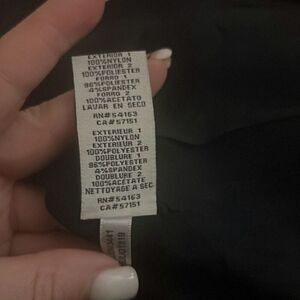 EXTERIOR 1
100%NYLON
EXTERIOR 2
100%POLIESTER
FORRO 1
96%POLIESTER
4%SPANDEX
FORRO 2
100%ACETATO
LAVAR EN SECO
RN#54163
CA#57151
EXTERIEUR 1
100%NYLON
EXTERIEUR 2
100%POLYESTER
DOUBLURE 1
96%POLYESTER
4%SPANDEX
DOUBLURE 2
100%ACETATE
NETTOYAGE A SEC
RN#54163
CA#57151